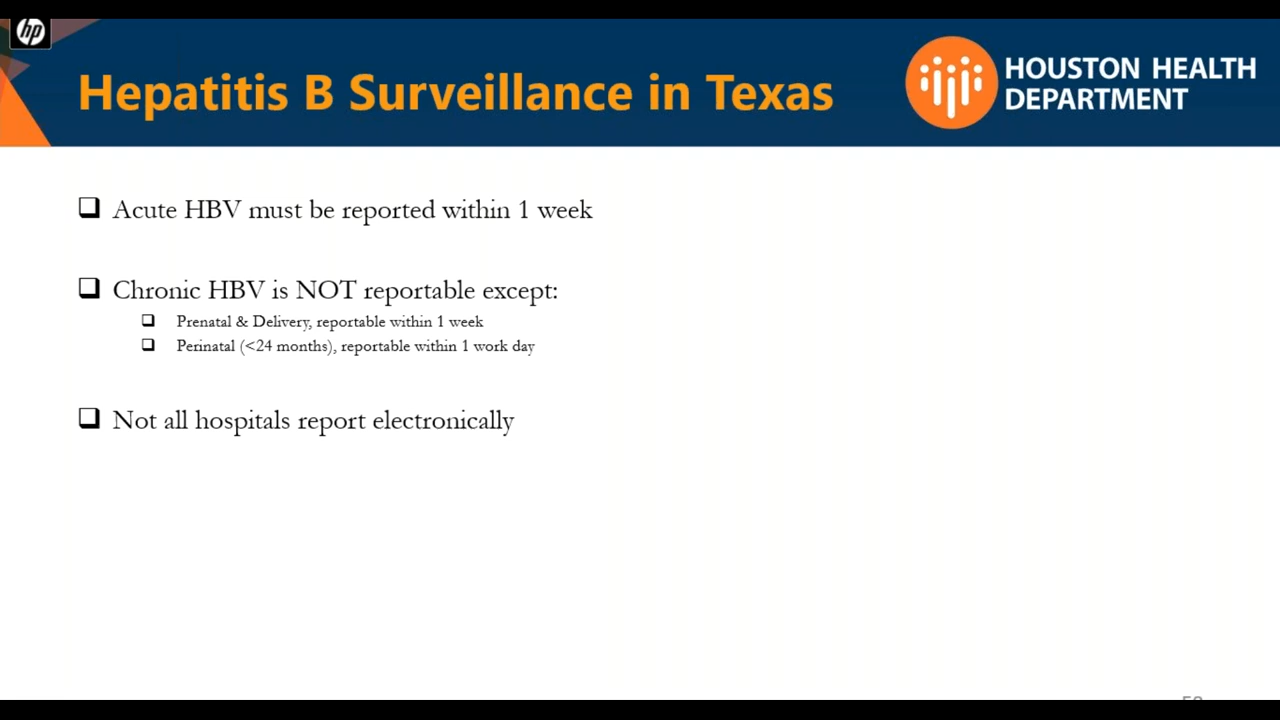 hp
Hepatitis B Surveillance in Texas
HOUSTON HEALTH
DEPARTMENT
Acute HBV must be reported within 1 week
Chronic HBV is NOT reportable except:
Prenatal & Delivery, reportable within 1 week
Perinatal (<24 months), reportable within 1 work day
Not all hospitals report electronically